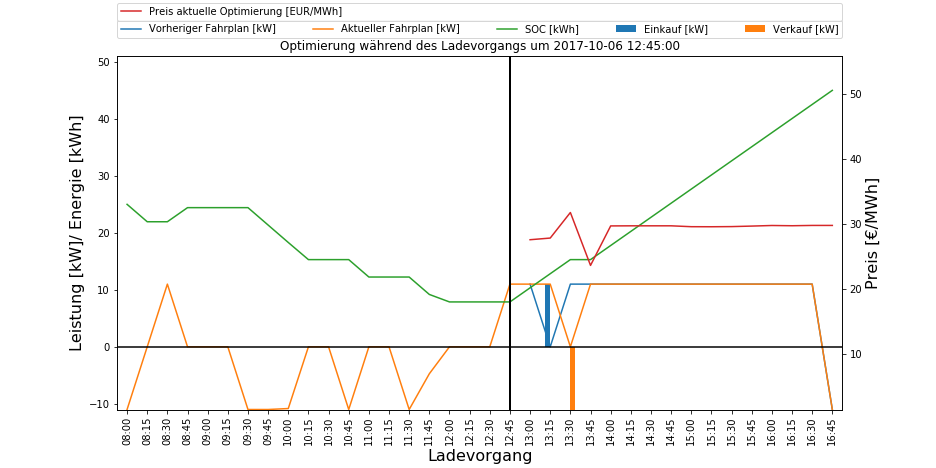 Preis aktuelle Optimierung [EUR/MWh]
Vorheriger Fahrplan [kW] Aktueller Fahrplan [kW] SOC [kWh] Einkauf [kW] Verkauf [kW]
Optimierung während des Ladevorgangs um 2017-10-06 12:45:00
Leistung [kW]/ Energie [kWh]
50
40
30
20
10
0
−10
50
40
30
20
10
Preis [€/MWh]
08:00 08:15 08:30 08:45 09:00 09:15 09:30 09:45 10:00 10:15 10:30 10:45 11:00 11:15 11:30 11:45 12:00 12:15 12:30 12:45 13:00 13:15 13:30 13:45 14:00 14:15 14:30 14:45 15:00 15:15 15:30 15:45 16:00 16:15 16:30 16:45
Ladevorgang